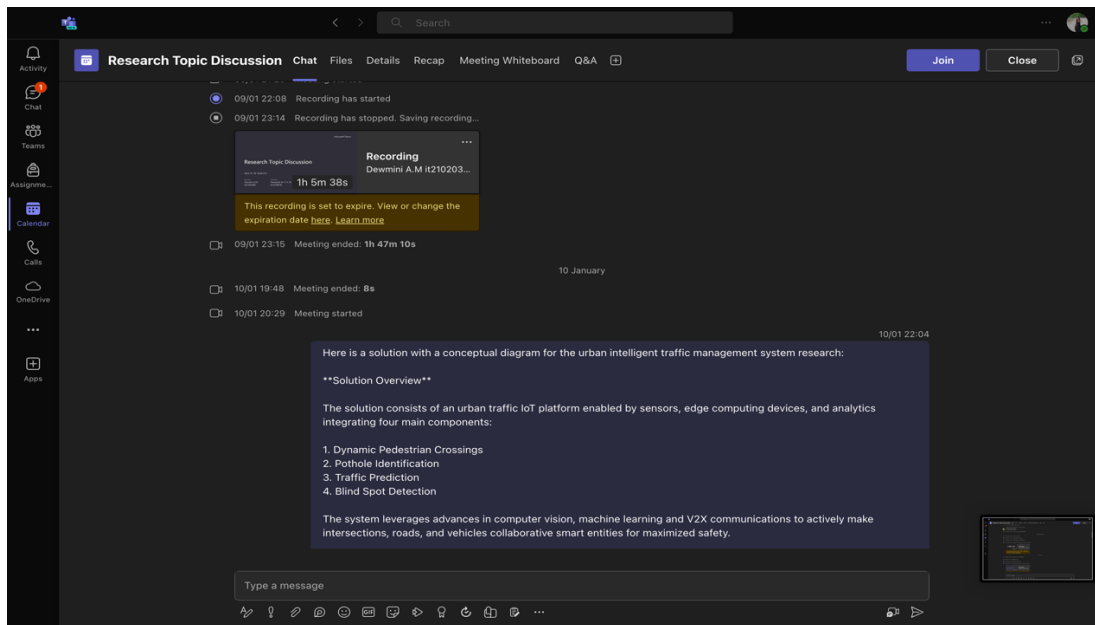 Search
Research Topic Discussion Chat Files Details Recap Meeting Whiteboard Q&A
Join
Close
Activity
1
Chat
Teams
Assignme...
Calendar
Calls
OneDrive
Apps
09/01 22:08 Recording has started
09/01 23:14 Recording has stopped. Saving recording...
Research Topic Discussion
1h 5m 38s
Recording
Dewmini A.M it210203...
This recording is set to expire. View or change the
expiration date here. Learn more
09/01 23:15 Meeting ended: 1h 47m 10s
10 January
10/01 19:48 Meeting ended: 8s
10/01 20:29 Meeting started
10/01 22:04
Here is a solution with a conceptual diagram for the urban intelligent traffic management system research:
**Solution Overview**
The solution consists of an urban traffic IoT platform enabled by sensors, edge computing devices, and analytics
integrating four main components:
1. Dynamic Pedestrian Crossings
2. Pothole Identification
3. Traffic Prediction
4. Blind Spot Detection
The system leverages advances in computer vision, machine learning and V2X communications to actively make
intersections, roads, and vehicles collaborative smart entities for maximized safety.
Type a message
GIF